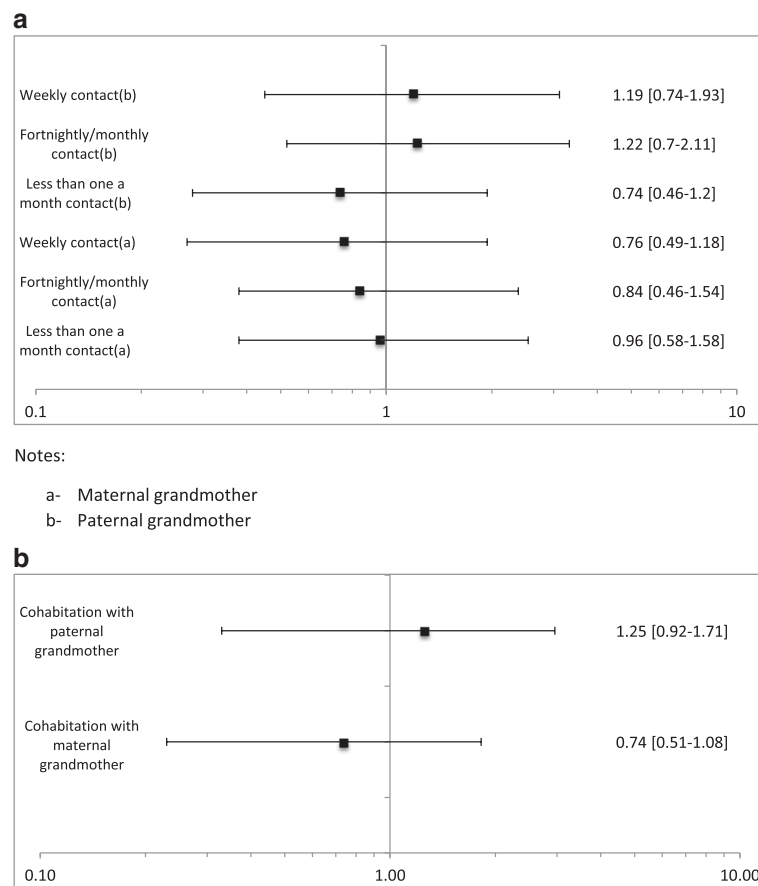 a
Weekly contact(b)
1.19 [0.74-1.93]
Fortnightly/monthly
contact(b)
1.22 [0.7-2.11]
Less than one a
month contact(b)
0.74 [0.46-1.2]
Weekly contact(a)
0.76 [0.49-1.18]
Fortnightly/monthly
contact(a)
0.84 [0.46-1.54]
Less than one a
month contact(a)
0.96 [0.58-1.58]
0.1 1 10
Notes:
a- Maternal grandmother
b- Paternal grandmother
b
Cohabitation with
paternal
grandmother
1.25 [0.92-1.71]
Cohabitation with
maternal
grandmother
0.74 [0.51-1.08]
0.10 1.00 10.00